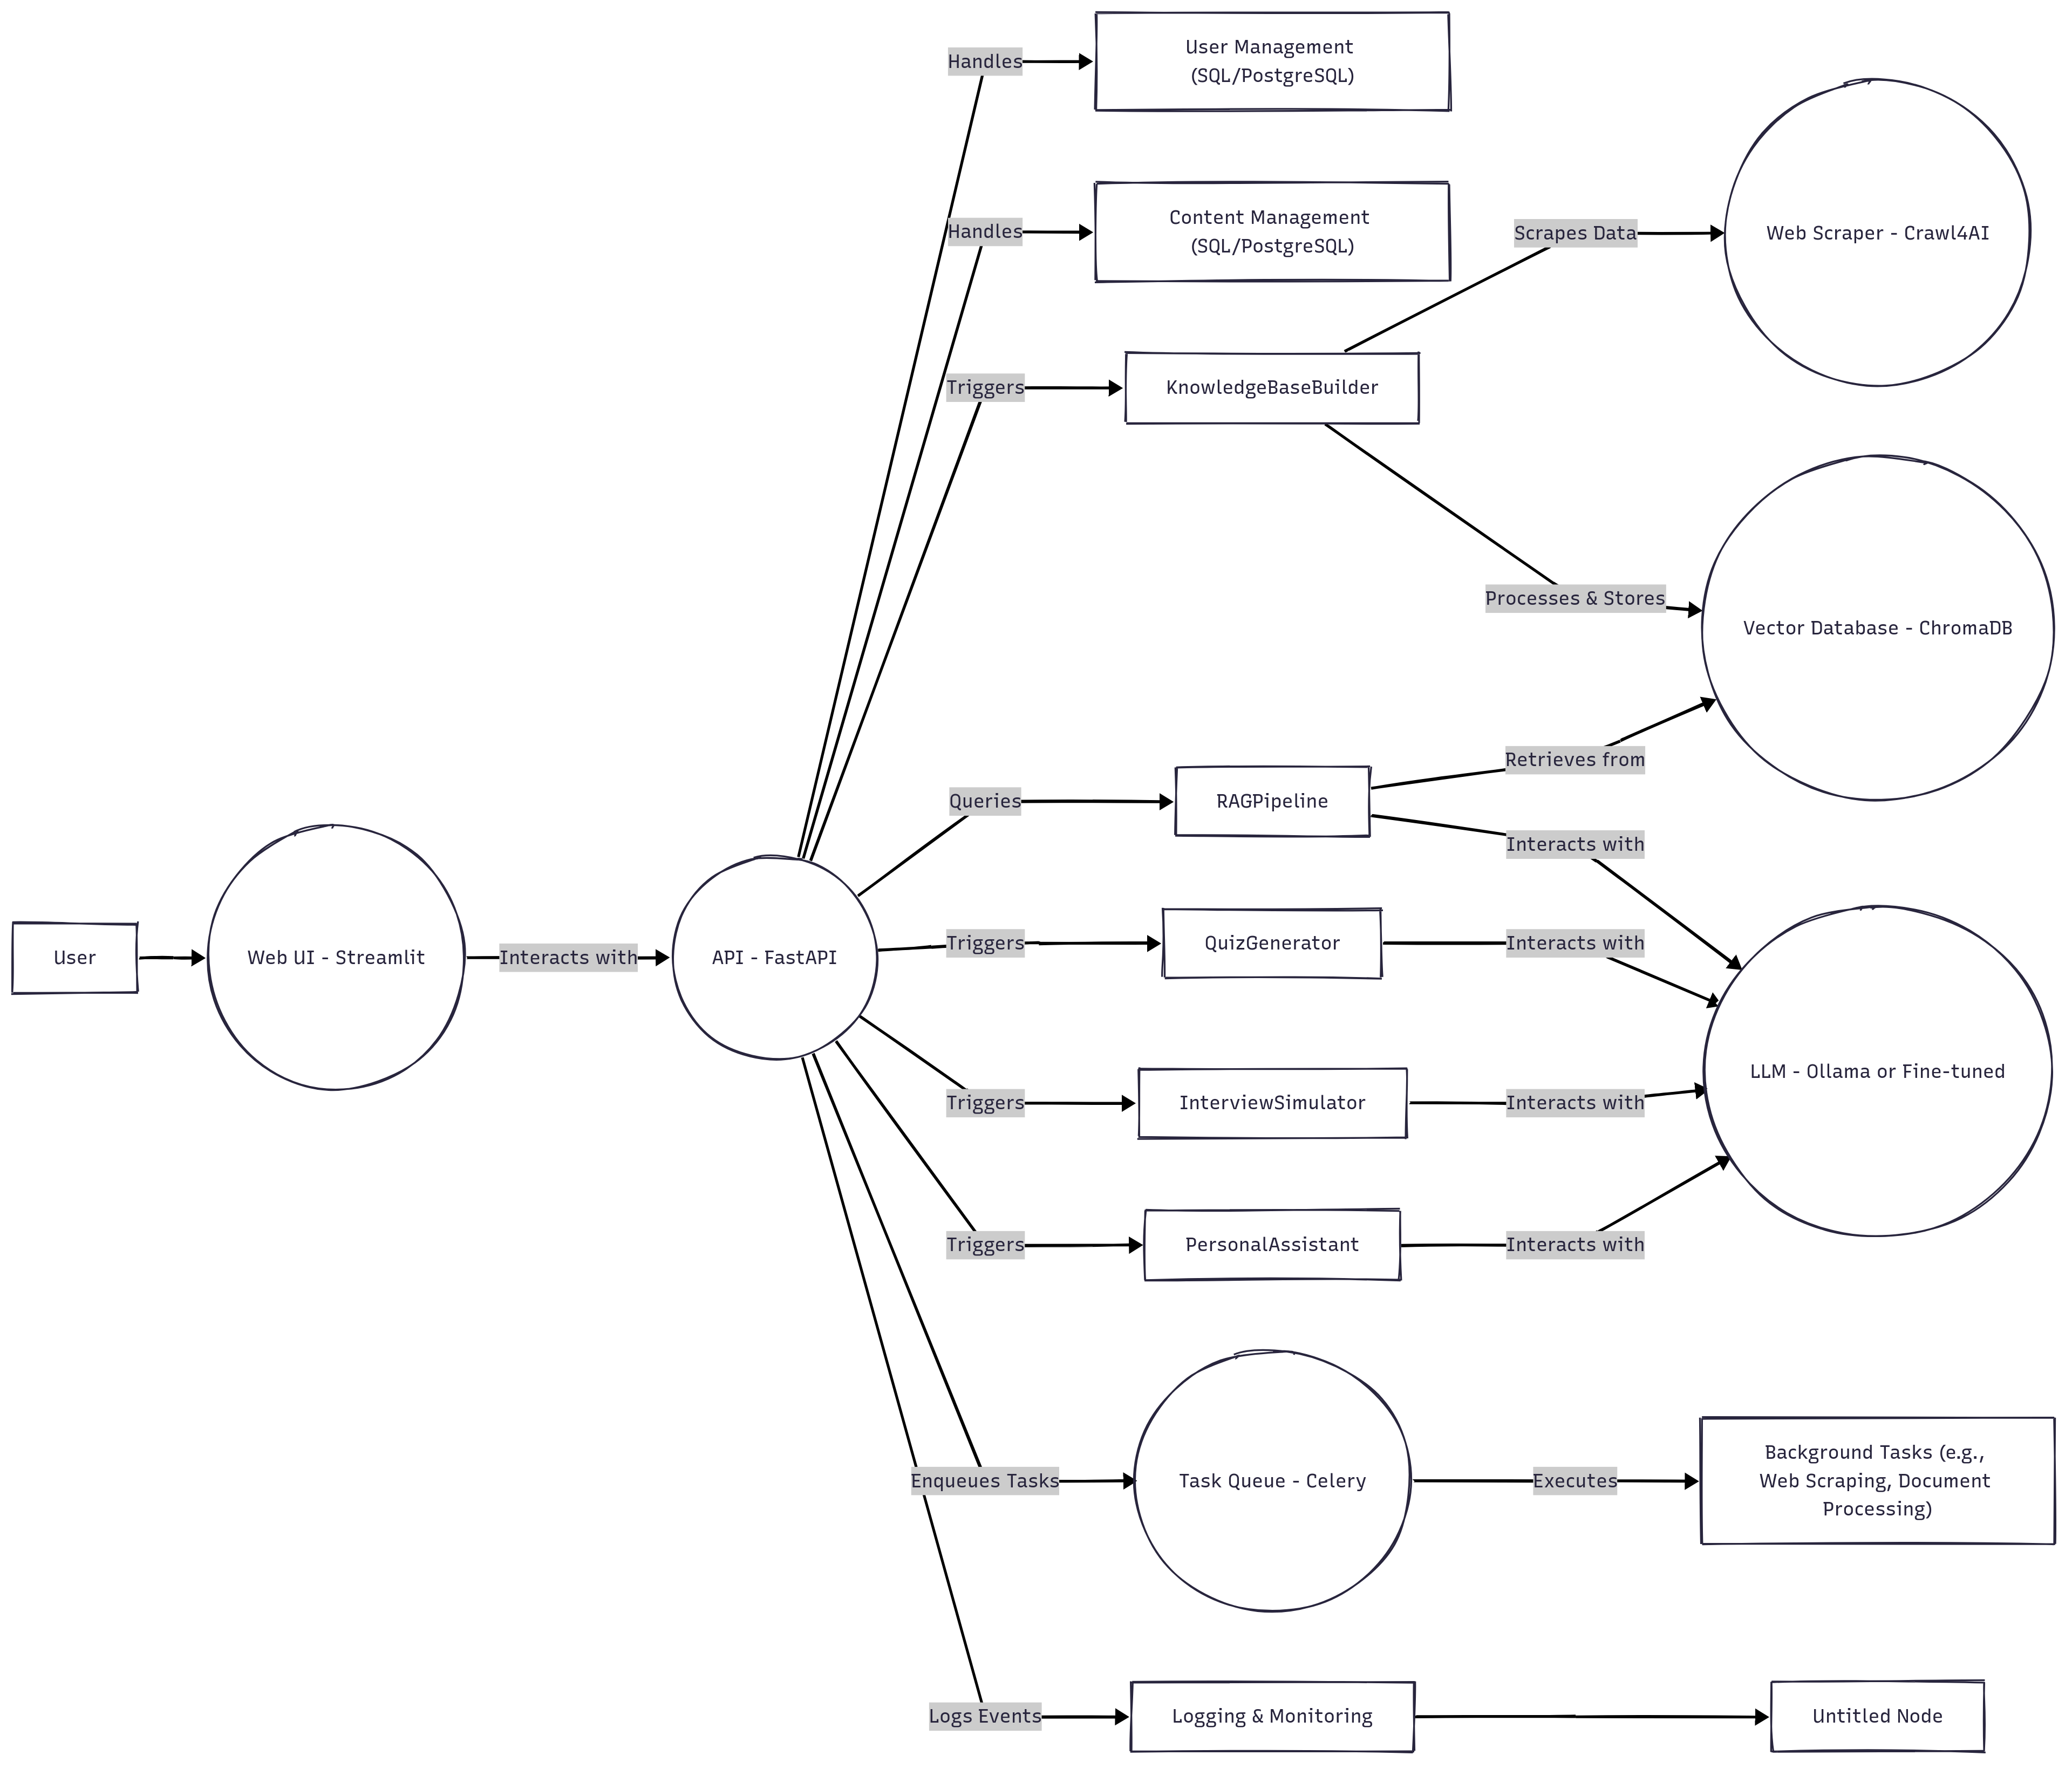 Handles
User Management
(SQL/PostgreSQL)
Handles
Content Management
(SQL/PostgreSQL)
Scrapes Data
Web Scraper - Crawl4AI
Triggers
KnowledgeBaseBuilder
Processes & Stores
Vector Database - ChromaDB
Queries
RAGPipeline
Retrieves from
Interacts with
User
Web UI - Streamlit
Interacts with
API - FastAPI
Triggers
QuizGenerator
Interacts with
LLM - Ollama or Fine-tuned
Triggers
InterviewSimulator
Interacts with
Triggers
PersonalAssistant
Interacts with
Enqueues Tasks
Task Queue - Celery
Executes
Background Tasks (e.g.,
Web Scraping, Document
Processing)
Logs Events
Logging & Monitoring
Untitled Node